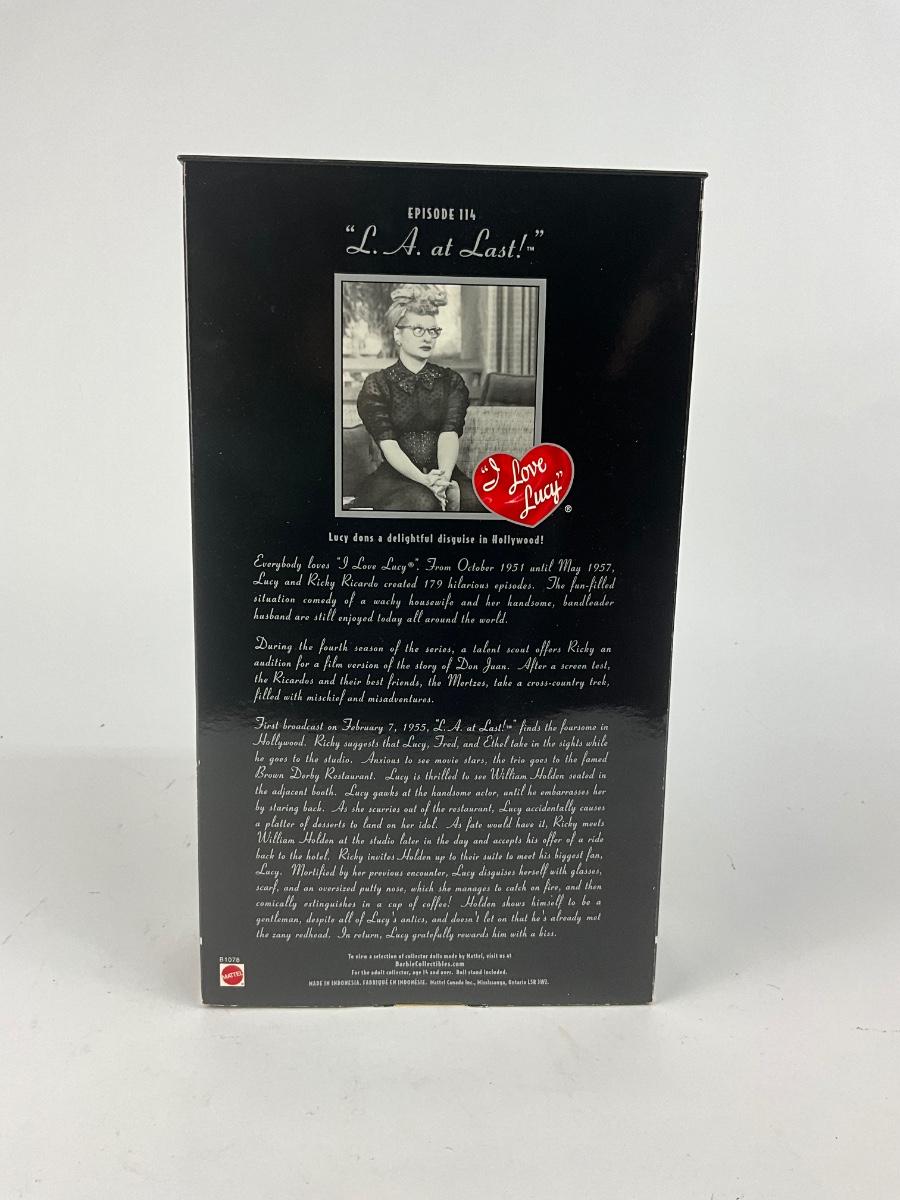 EPISODE 114
“L. A. at Last!™”
“I Love Lucy” ®
Lucy dons a delightful disguise in Hollywood!
Everybody loves "I Love Lucy®". From October 1951 until May 1957,
Lucy and Ricky Ricardo created 179 hilarious episodes. The fun-filled
situation comedy of a wacky housewife and her handsome, bandleader
husband are still enjoyed today all around the world.
During the fourth season of the series, a talent scout offers Ricky an
audition for a film version of the story of Don Juan. After a screen test,
the Ricardos and their best friends, the Mertzes, take a cross-country trek,
filled with mischief and misadventures.
First broadcast on February 7, 1955, "L.A. at Last!™" finds the foursome in
Hollywood. Ricky suggests that Lucy, Fred, and Ethel take in the sights while
he goes to the studio. Anxious to see movie stars, the trio goes to the famed
Brown Derby Restaurant. Lucy is thrilled to see William Holden seated in
the adjacent booth. Lucy gawks at the handsome actor, until he embarrasses her
by staring back. As she scurries out of the restaurant, Lucy accidentally causes
a platter of desserts to land on her idol. As fate would have it, Ricky meets
William Holden at the studio later in the day and accepts his offer of a ride
back to the hotel. Ricky invites Holden up to their suite to meet his biggest fan,
Lucy. Mortified by her previous encounter, Lucy disguises herself with glasses,
scarf, and an oversized putty nose, which she manages to catch on fire, and then
comically extinguishes in a cup of coffee! Holden shows himself to be a
gentleman, despite all of Lucy's antics, and doesn't let on that he's already met
the zany redhead. In return, Lucy gratefully rewards him with a kiss.
B1078
MATTEL
To view a selection of collector dolls made by Mattel, visit us at
BarbieCollectibles.com
For the adult collector, age 14 and over. Doll stand included.
MADE IN INDONESIA. FABRIQUÉ EN INDONÉSIE. Mattel Canada Inc., Mississauga, Ontario L5R 3W2.